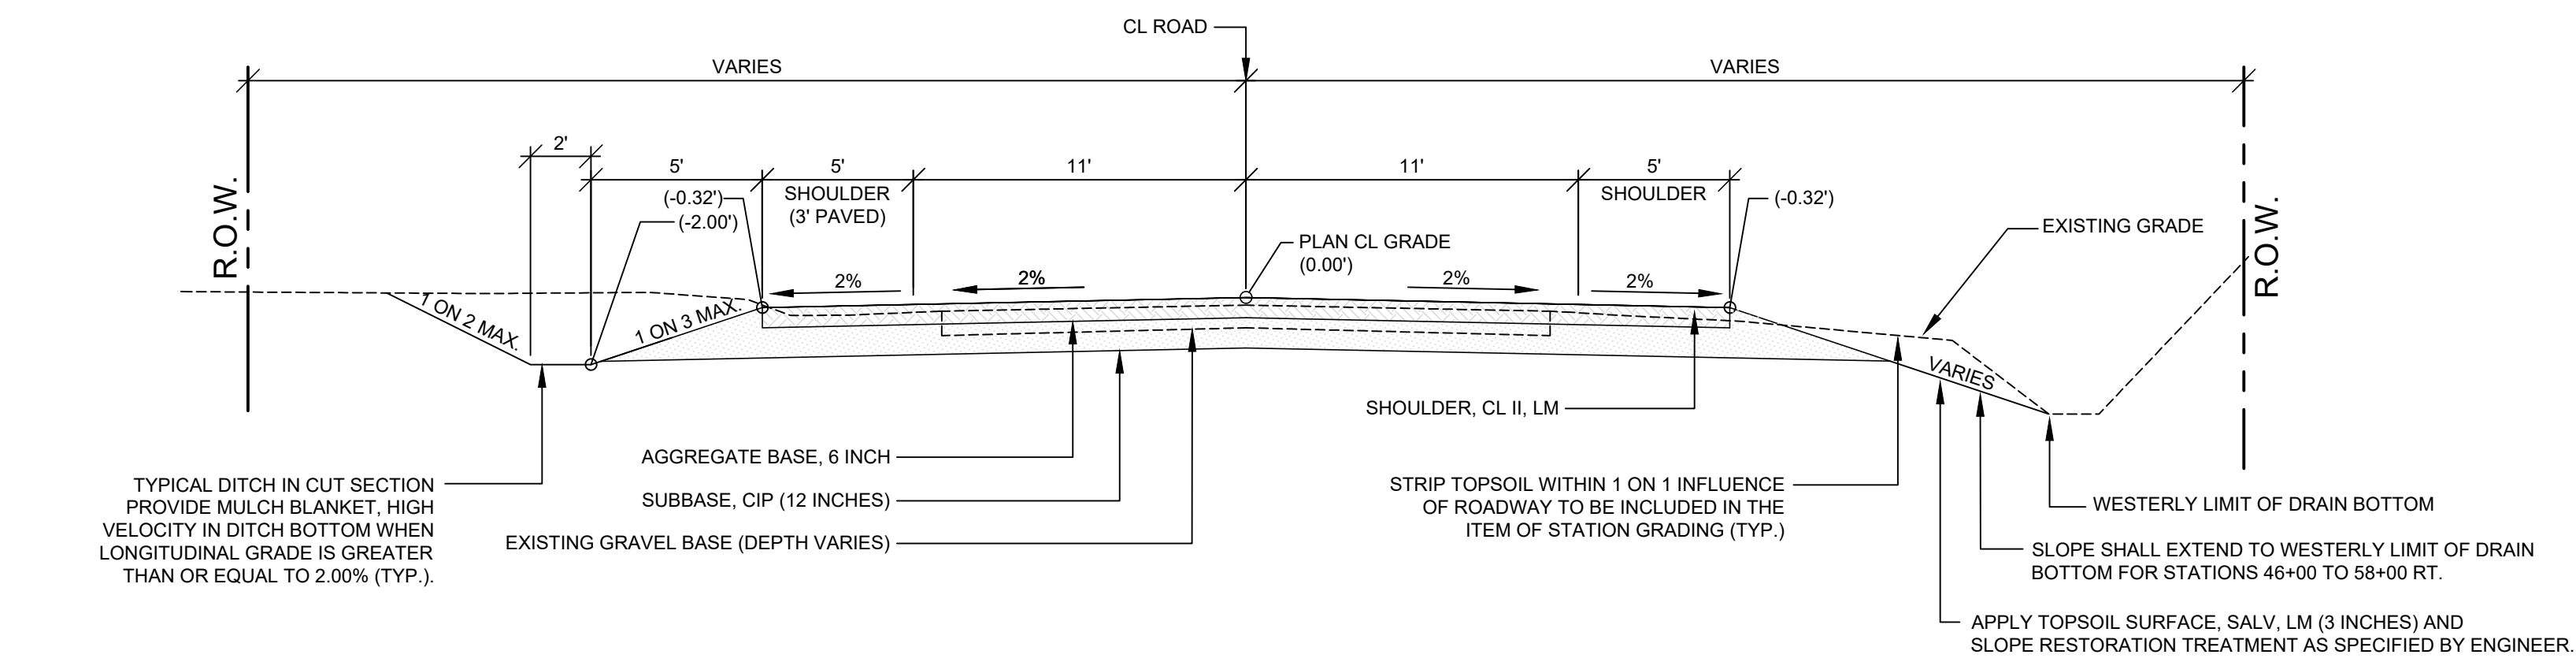 CL ROAD
VARIES
VARIES
2'
5'
5'
11'
11'
5'
R.O.W.
(-0.32')
(-2.00')
SHOULDER
(3' PAVED)
SHOULDER
(-0.32')
R.O.W.
PLAN CL GRADE
(0.00')
EXISTING GRADE
2%
2%
2%
2%
1 ON 2 MAX.
1 ON 3 MAX.
VARIES
SHOULDER, CL II, LM
AGGREGATE BASE, 6 INCH
SUBBASE, CIP (12 INCHES)
EXISTING GRAVEL BASE (DEPTH VARIES)
TYPICAL DITCH IN CUT SECTION
PROVIDE MULCH BLANKET, HIGH
VELOCITY IN DITCH BOTTOM WHEN
LONGITUDINAL GRADE IS GREATER
THAN OR EQUAL TO 2.00% (TYP.).
STRIP TOPSOIL WITHIN 1 ON 1 INFLUENCE
OF ROADWAY TO BE INCLUDED IN THE
ITEM OF STATION GRADING (TYP.)
WESTERLY LIMIT OF DRAIN BOTTOM
SLOPE SHALL EXTEND TO WESTERLY LIMIT OF DRAIN
BOTTOM FOR STATIONS 46+00 TO 58+00 RT.
APPLY TOPSOIL SURFACE, SALV, LM (3 INCHES) AND
SLOPE RESTORATION TREATMENT AS SPECIFIED BY ENGINEER.